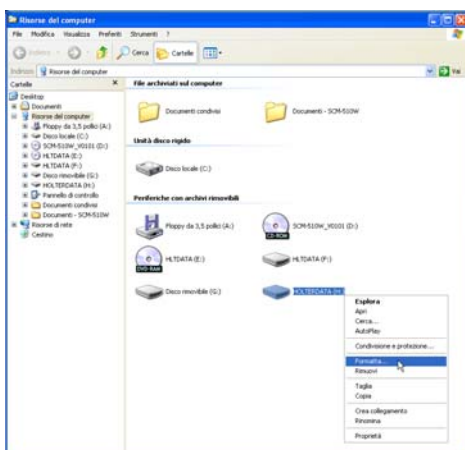 Risorse del computer
File Modifica Visualizza Preferiti Strumenti ?
Indietro Cerca Cartelle
Indirizzo Risorse del computer Vai
Cartelle x
Desktop
Documenti
Risorse del computer
Floppy da 3,5 pollici (A:)
Disco locale (C:)
SCM-510W_V0101 (D:)
HLTDATA (E:)
HLTDATA (F:)
Disco rimovibile (G:)
HOLTERDATA (H:)
Pannello di controllo
Documenti condivisi
Documenti - SCM-510W
Risorse di rete
Cestino
File archiviati sul computer
Documenti condivisi Documenti - SCM-510W
Unità disco rigido
Disco locale (C:)
Periferiche con archivi rimovibili
Floppy da 3,5 pollici (A:) SCM-510W_V0101 (D:)
CD-ROM
HLTDATA (E:) HLTDATA (F:)
DVD-RAM
Disco rimovibile (G:) HOLTERDATA (H:)
Esplora
Apri
Cerca...
AutoPlay
Condivisione e protezione...
Formatta...
Rimuovi
Taglia
Copia
Crea collegamento
Rinomina
Proprietà